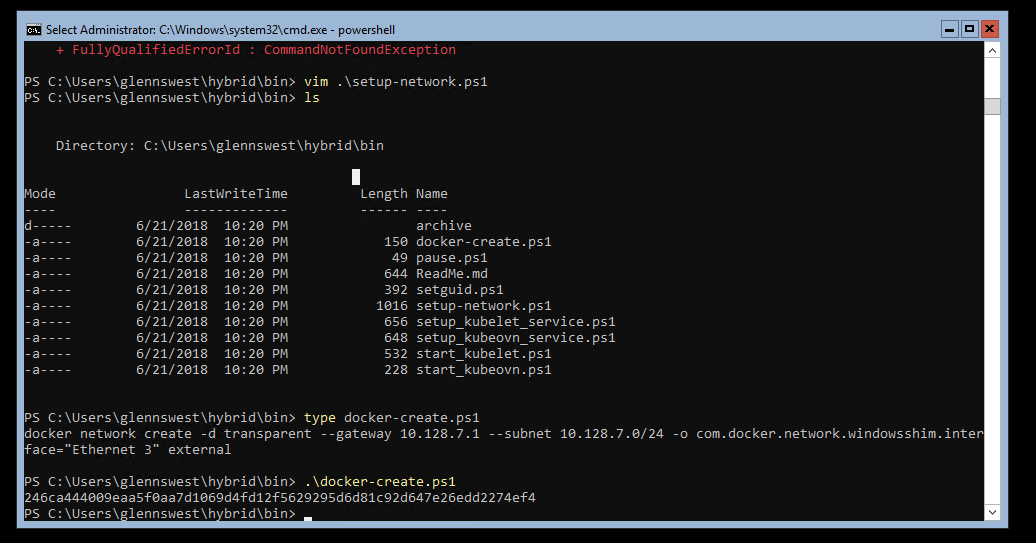 Select Administrator: C:\Windows\system32\cmd.exe - powershell
+ FullyQualifiedErrorId : CommandNotFoundException
PS C:\Users\glennswest\hybrid\bin> vim .\setup-network.ps1
PS C:\Users\glennswest\hybrid\bin> ls
Directory: C:\Users\glennswest\hybrid\bin
Mode                LastWriteTime         Length Name
----                -------------         ------ ----
d-----        6/21/2018  10:20 PM                archive
-a----        6/21/2018  10:20 PM            150 docker-create.ps1
-a----        6/21/2018  10:20 PM             49 pause.ps1
-a----        6/21/2018  10:20 PM            644 ReadMe.md
-a----        6/21/2018  10:20 PM            392 setguid.ps1
-a----        6/21/2018  10:20 PM           1016 setup-network.ps1
-a----        6/21/2018  10:20 PM            656 setup_kubelet_service.ps1
-a----        6/21/2018  10:20 PM            648 setup_kubeovn_service.ps1
-a----        6/21/2018  10:20 PM            532 start_kubelet.ps1
-a----        6/21/2018  10:20 PM            228 start_kubeovn.ps1
PS C:\Users\glennswest\hybrid\bin> type docker-create.ps1
docker network create -d transparent --gateway 10.128.7.1 --subnet 10.128.7.0/24 -o com.docker.network.windowsshim.inter
face="Ethernet 3" external
PS C:\Users\glennswest\hybrid\bin> .\docker-create.ps1
246ca444009eaa5f0aa7d1069d4fd12f5629295d6d81c92d647e26edd2274ef4
PS C:\Users\glennswest\hybrid\bin>